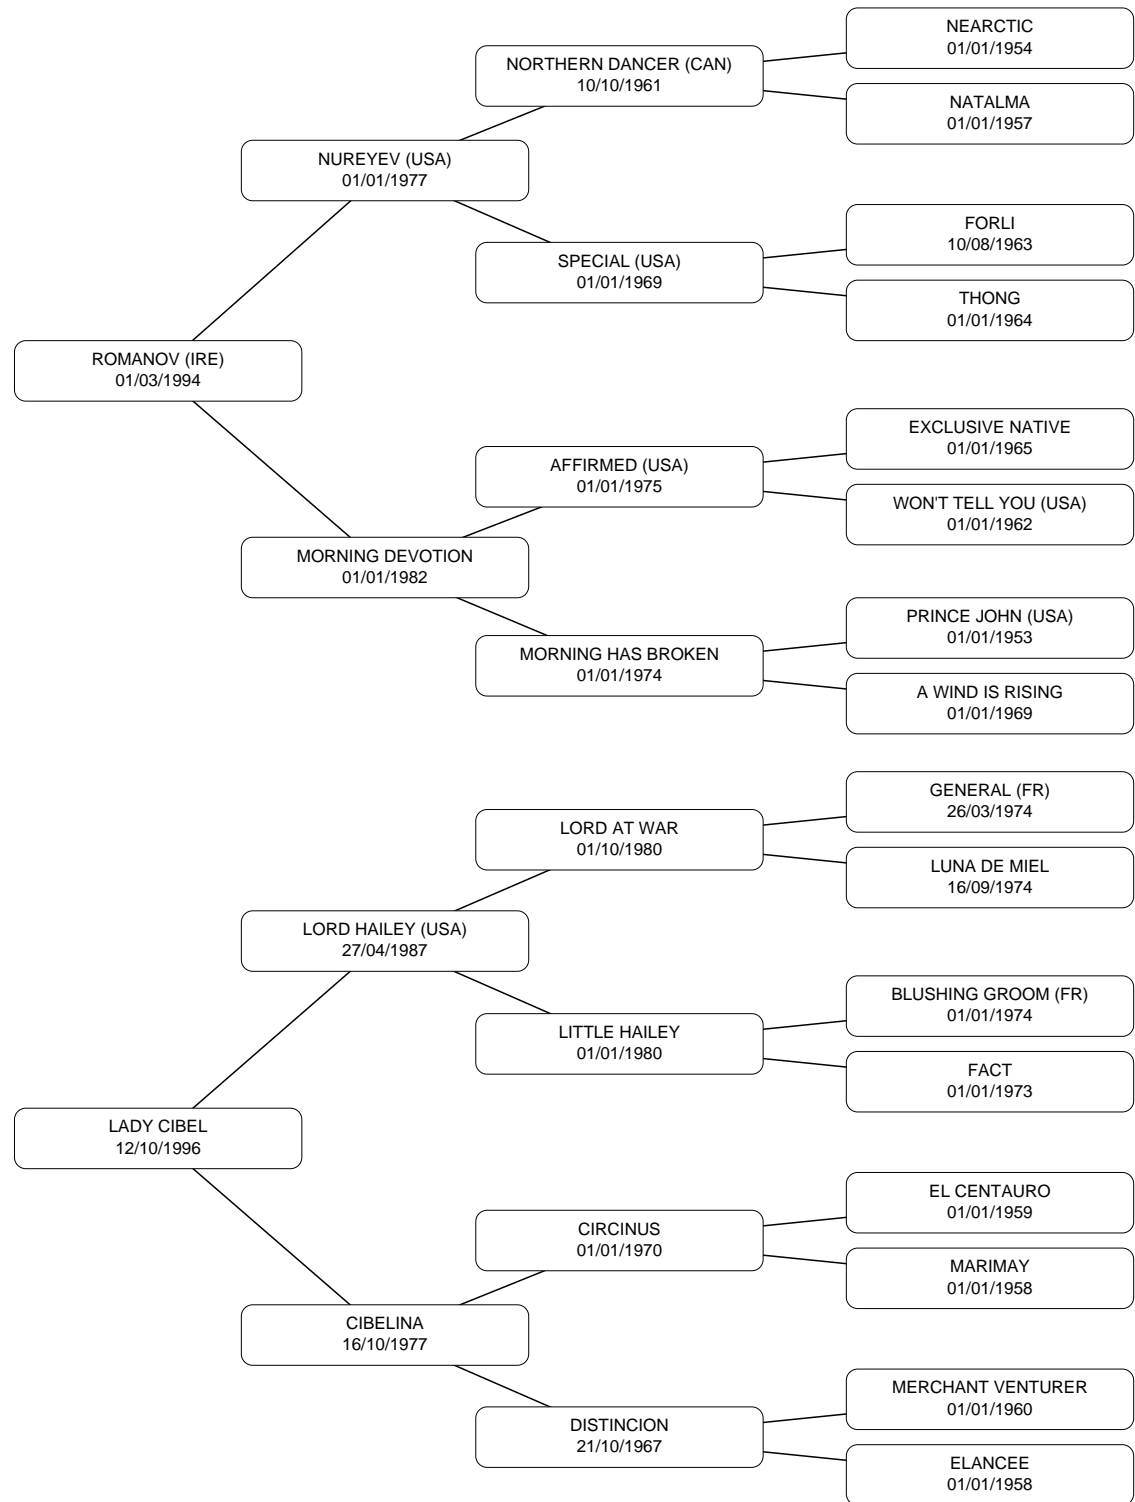 NEARCTIC
01/01/1954
NORTHERN DANCER (CAN)
10/10/1961
NATALMA
01/01/1957
NUREYEV (USA)
01/01/1977
FORLI
10/08/1963
SPECIAL (USA)
01/01/1969
THONG
01/01/1964
ROMANOV (IRE)
01/03/1994
EXCLUSIVE NATIVE
01/01/1965
AFFIRMED (USA)
01/01/1975
WON'T TELL YOU (USA)
01/01/1962
MORNING DEVOTION
01/01/1982
PRINCE JOHN (USA)
01/01/1953
MORNING HAS BROKEN
01/01/1974
A WIND IS RISING
01/01/1969
GENERAL (FR)
26/03/1974
LORD AT WAR
01/10/1980
LUNA DE MIEL
16/09/1974
LORD HAILEY (USA)
27/04/1987
BLUSHING GROOM (FR)
01/01/1974
LITTLE HAILEY
01/01/1980
FACT
01/01/1973
LADY CIBEL
12/10/1996
EL CENTAURO
01/01/1959
CIRCINUS
01/01/1970
MARIMAY
01/01/1958
CIBELINA
16/10/1977
MERCHANT VENTURER
01/01/1960
DISTINCION
21/10/1967
ELANCEE
01/01/1958